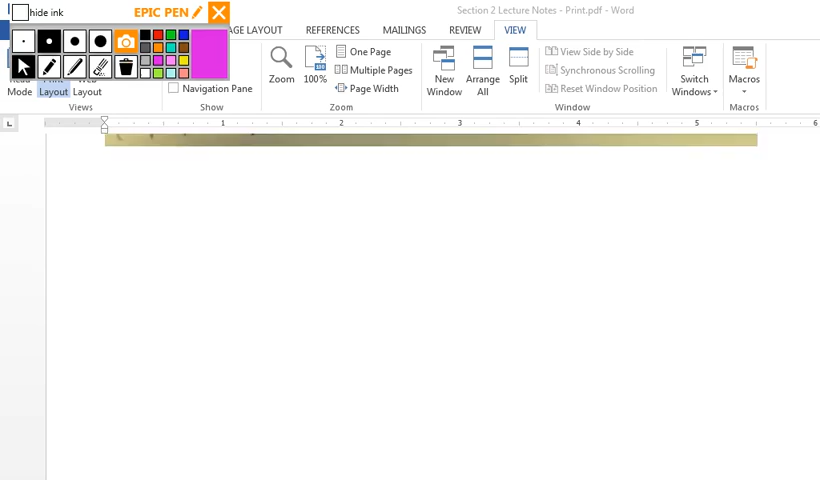 hide ink
EPIC PEN
Section 2 Lecture Notes - Print.pdf - Word
GE LAYOUT
REFERENCES
MAILINGS
REVIEW
VIEW
Mode
Layout
Layout
Views
Navigation Pane
Show
Zoom
100%
One Page
Multiple Pages
Page Width
Zoom
New Window
Arrange All
Split
View Side by Side
Synchronous Scrolling
Reset Window Position
Window
Switch Windows
Macros
Macros
1 2 3 4 5 6